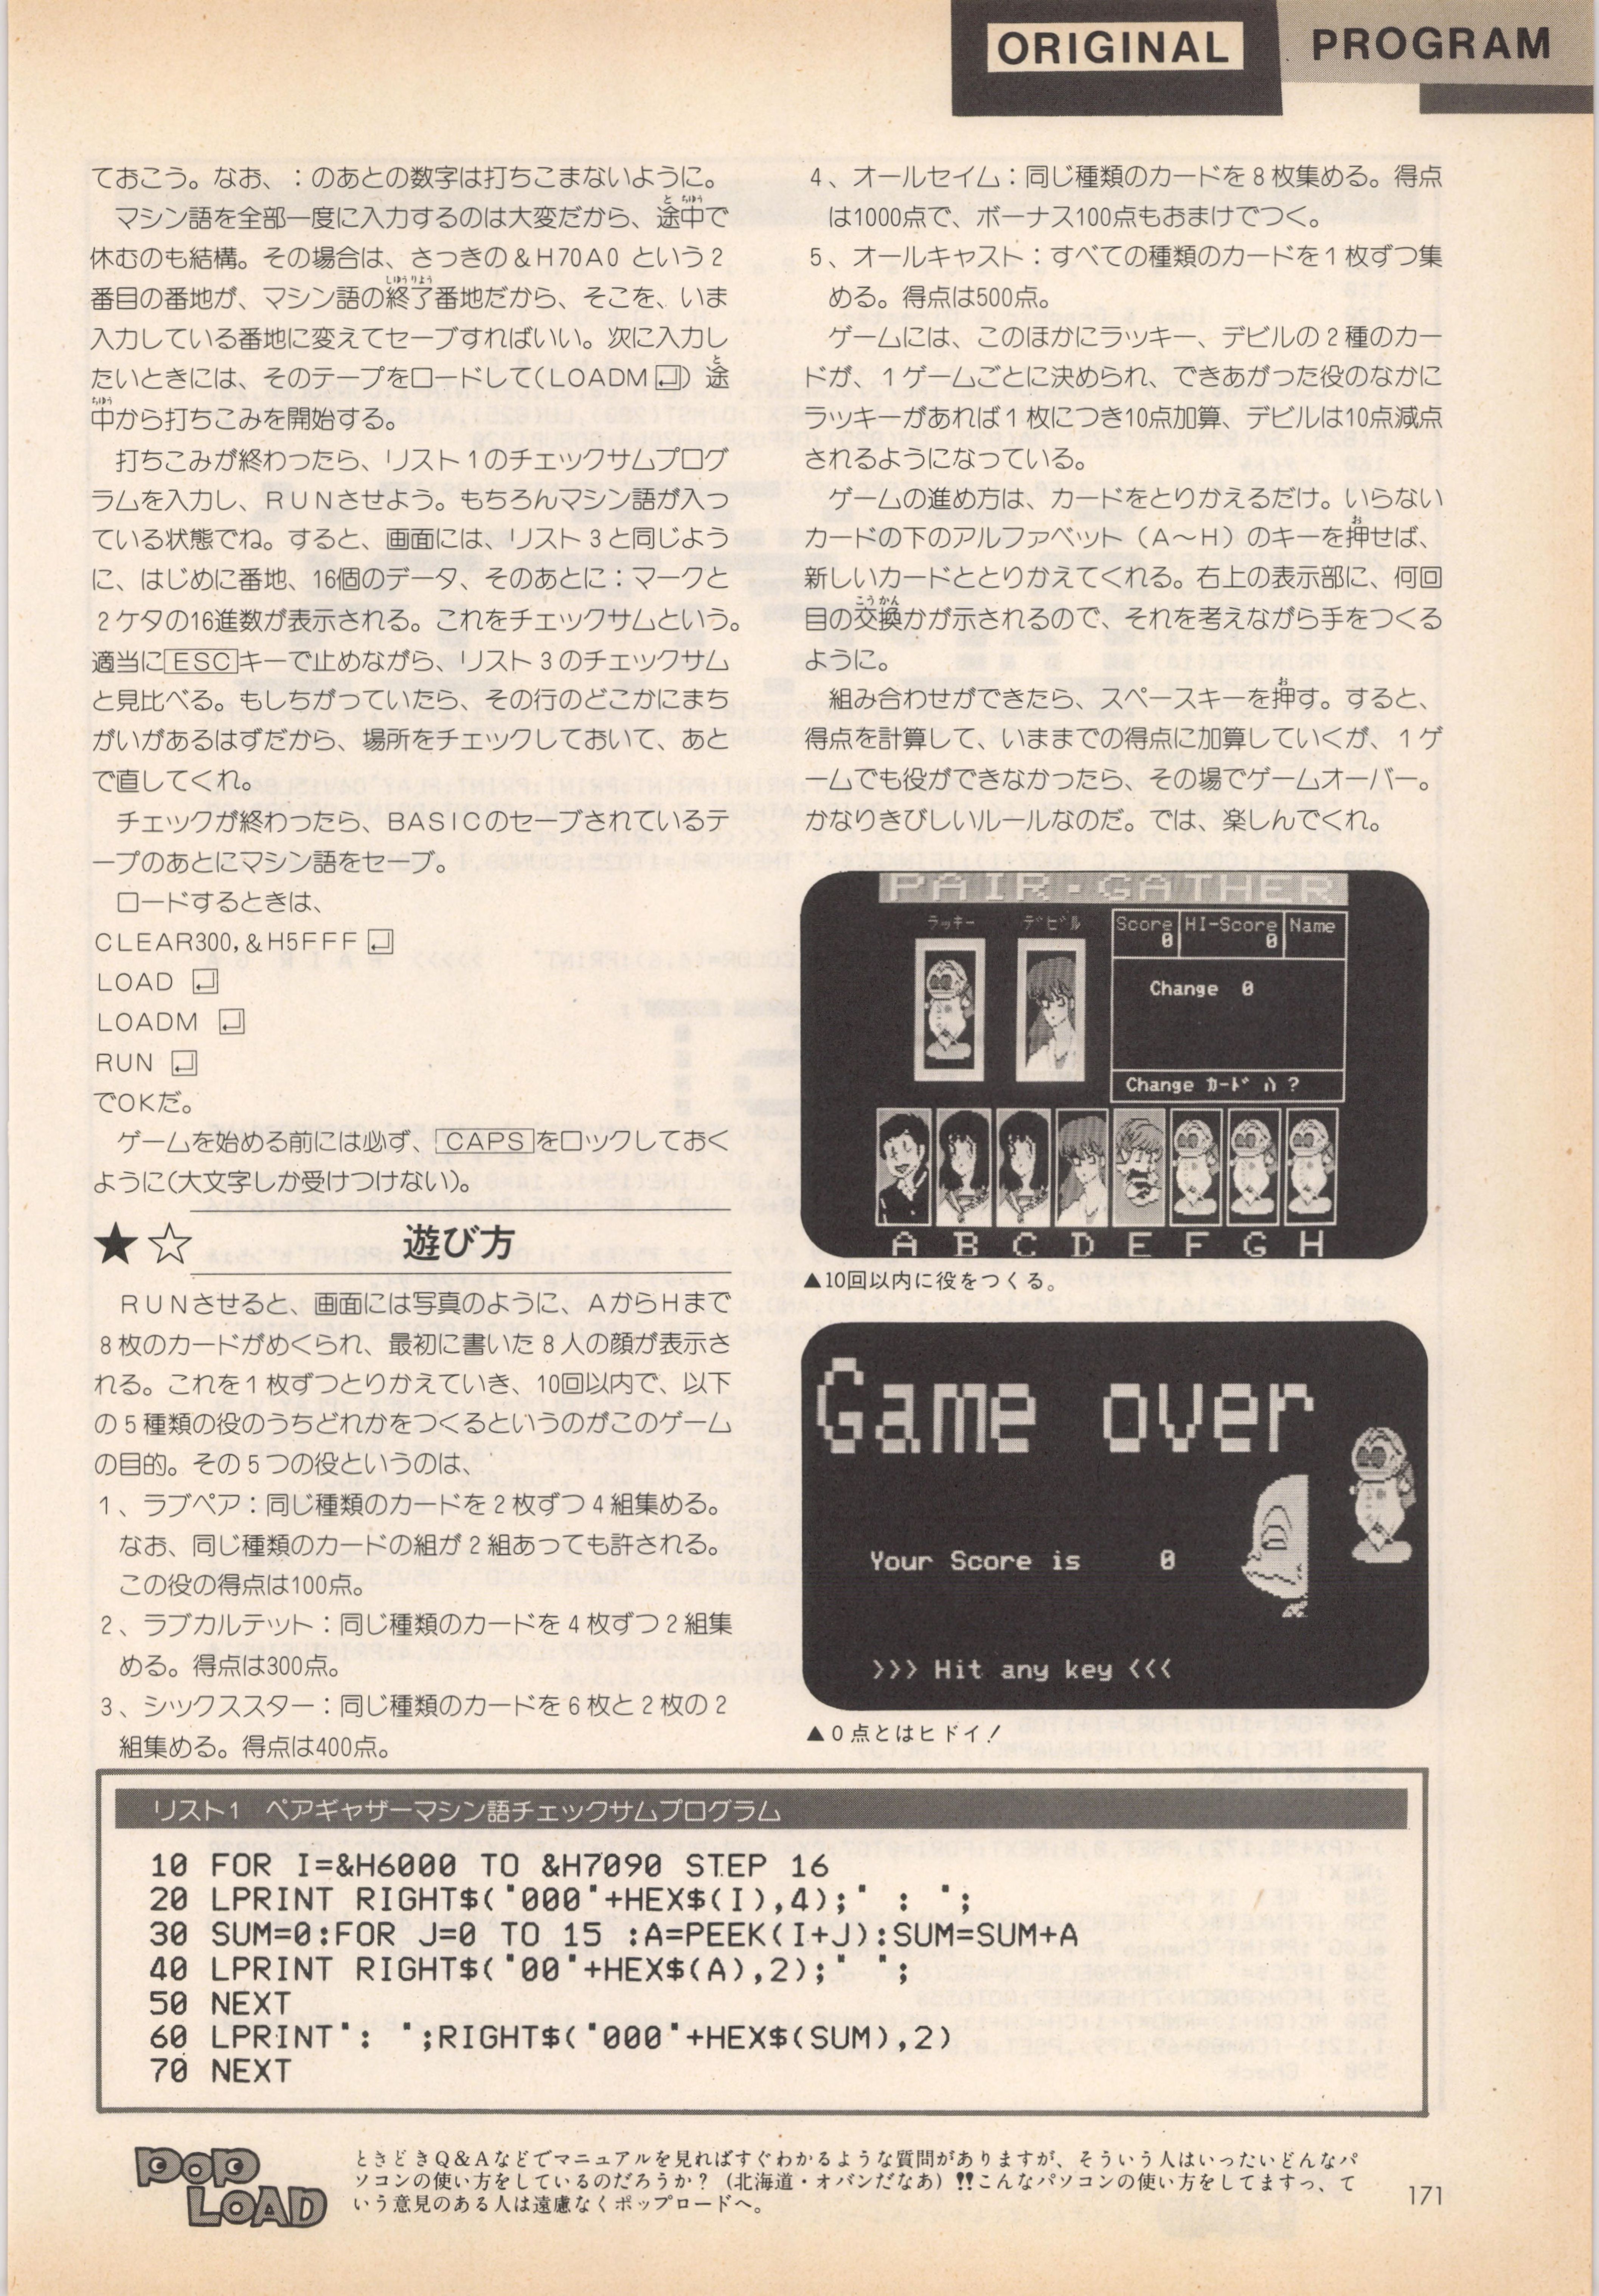 ORIGINAL PROGRAM
ておこう。なお、：のあとの数字は打ちこまないように。
マシン語を全部一度に入力するのは大変だから、途中で
休むのも結構。その場合は、さっきの＆H70A0 という2
番目の番地が、マシン語の終了番地だから、そこを、いま
入力している番地に変えてセーブすればいい。次に入力し
たいときには、そのテープをロードして(LOADM↵)途
中から打ちこみを開始する。
打ちこみが終わったら、リスト1のチェックサムプログ
ラムを入力し、RUNさせよう。もちろんマシン語が入っ
ている状態でね。すると、画面には、リスト3と同じよう
に、はじめに番地、16個のデータ、そのあとに：マークと
2ケタの16進数が表示される。これをチェックサムという。
適当にESCキーで止めながら、リスト3のチェックサム
と見比べる。もしちがっていたら、その行のどこかにまち
がいがあるはずだから、場所をチェックしておいて、あと
で直してくれ。
チェックが終わったら、BASICのセーブされているテ
ープのあとにマシン語をセーブ。
ロードするときは、
CLEAR300,＆H5FFF↵
LOAD ↵
LOADM ↵
RUN ↵
でOKだ。
ゲームを始める前には必ず、CAPSをロックしておく
ように(大文字しか受けつけない)。
★☆ 遊び方
RUNさせると、画面には写真のように、AからHまで
8枚のカードがめくられ、最初に書いた8人の顔が表示さ
れる。これを1枚ずつとりかえていき、10回以内で、以下
の5種類の役のうちどれかをつくるというのがこのゲーム
の目的。その5つの役というのは、
1、ラブペア：同じ種類のカードを2枚ずつ4組集める。
なお、同じ種類のカードの組が2組あっても許される。
この役の得点は100点。
2、ラブカルテット：同じ種類のカードを4枚ずつ2組集
める。得点は300点。
3、シックススター：同じ種類のカードを6枚と2枚の2
組集める。得点は400点。
4、オールセイム：同じ種類のカードを8枚集める。得点
は1000点で、ボーナス100点もおまけでつく。
5、オールキャスト：すべての種類のカードを1枚ずつ集
める。得点は500点。
ゲームには、このほかにラッキー、デビルの2種のカー
ドが、1ゲームごとに決められ、できあがった役のなかに
ラッキーがあれば1枚につき10点加算、デビルは10点減点
されるようになっている。
ゲームの進め方は、カードをとりかえるだけ。いらない
カードの下のアルファベット（A〜H）のキーを押せば、
新しいカードととりかえてくれる。右上の表示部に、何回
目の交換かが示されるので、それを考えながら手をつくる
ように。
組み合わせができたら、スペースキーを押す。すると、
得点を計算して、いままでの得点に加算していくが、1ゲ
ームでも役ができなかったら、その場でゲームオーバー。
かなりきびしいルールなのだ。では、楽しんでくれ。
PAIR・GATHER
ラッキー デビル Score HI-Score Name
0 0
Change 0
Change カード ハ ?
A B C D E F G H
▲10回以内に役をつくる。
Game over
Your Score is 0
>>> Hit any key <<<
▲0点とはヒドイ！
リスト1 ペアギャザーマシン語チェックサムプログラム
10 FOR I=&H6000 TO &H7090 STEP 16
20 LPRINT RIGHT$("000"+HEX$(I),4);" : ";
30 SUM=0:FOR J=0 TO 15 :A=PEEK(I+J):SUM=SUM+A
40 LPRINT RIGHT$("00"+HEX$(A),2);" ";
50 NEXT
60 LPRINT": ";RIGHT$("000"+HEX$(SUM),2)
70 NEXT
POP LOAD
ときどきQ＆Aなどでマニュアルを見ればすぐわかるような質問がありますが、そういう人はいったいどんなパ
ソコンの使い方をしているのだろうか？（北海道・オバンだなあ）‼こんなパソコンの使い方をしてますっ、て
いう意見のある人は遠慮なくポップロードへ。
171